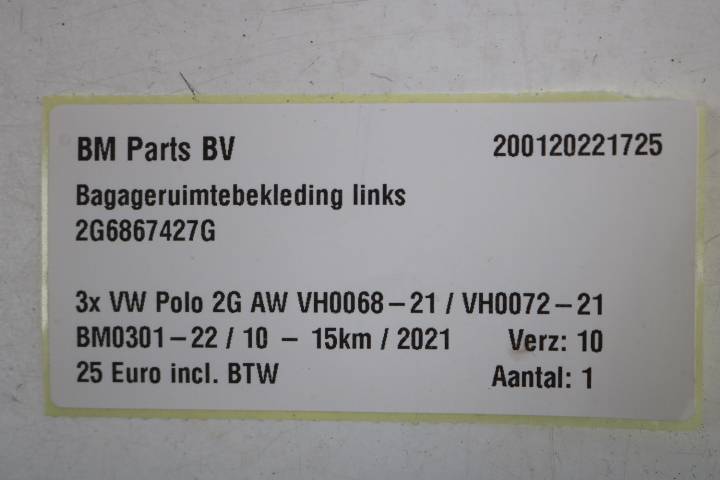 BM Parts BV 200120221725
Bagageruimtebekleding links
2G6867427G
3x VW Polo 2G AW VH0068-21 / VH0072-21
BM0301-22 / 10 - 15km / 2021 Verz: 10
25 Euro incl. BTW Aantal: 1